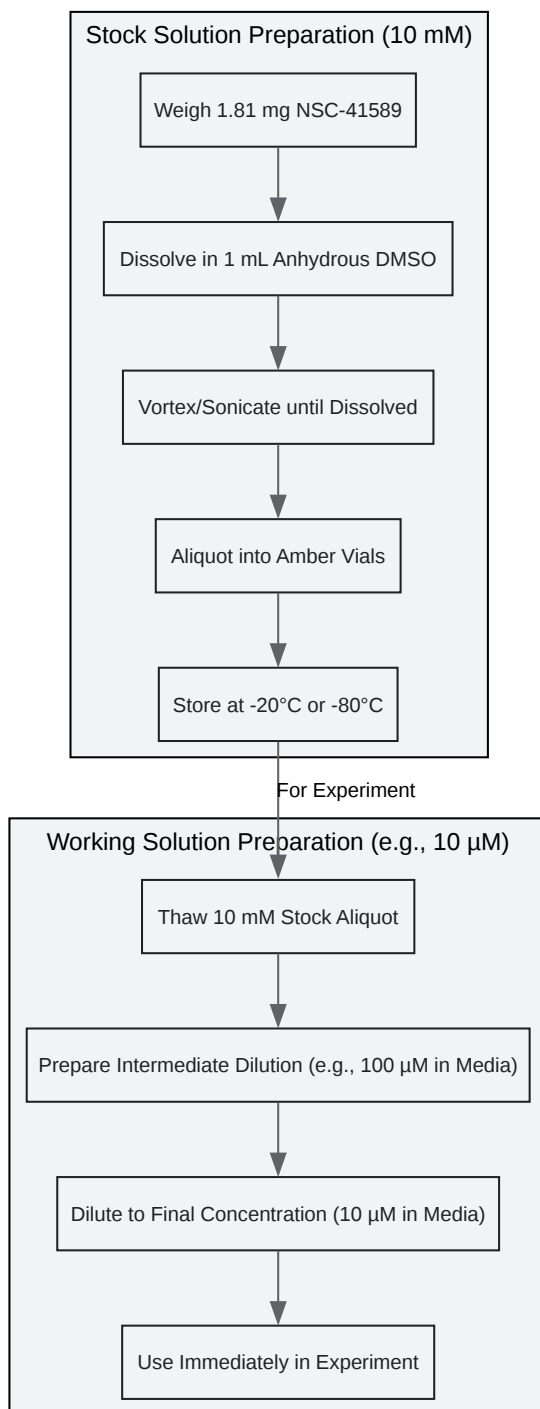 Stock Solution Preparation (10 mM)
Weigh 1.81 mg NSC-41589
Dissolve in 1 mL Anhydrous DMSO
Vortex/Sonicate until Dissolved
Aliquot into Amber Vials
Store at -20°C or -80°C
For Experiment
Working Solution Preparation (e.g., 10 µM)
Thaw 10 mM Stock Aliquot
Prepare Intermediate Dilution (e.g., 100 µM in Media)
Dilute to Final Concentration (10 µM in Media)
Use Immediately in Experiment